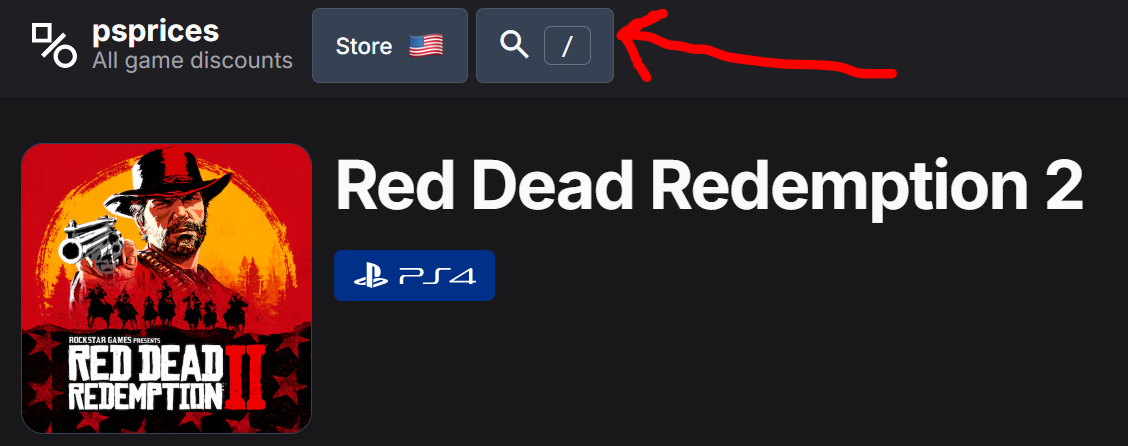 psprices
All game discounts
Store
/
Red Dead Redemption 2
PS4
ROCKSTAR GAMES PRESENTS
RED DEAD
REDEMPTION II